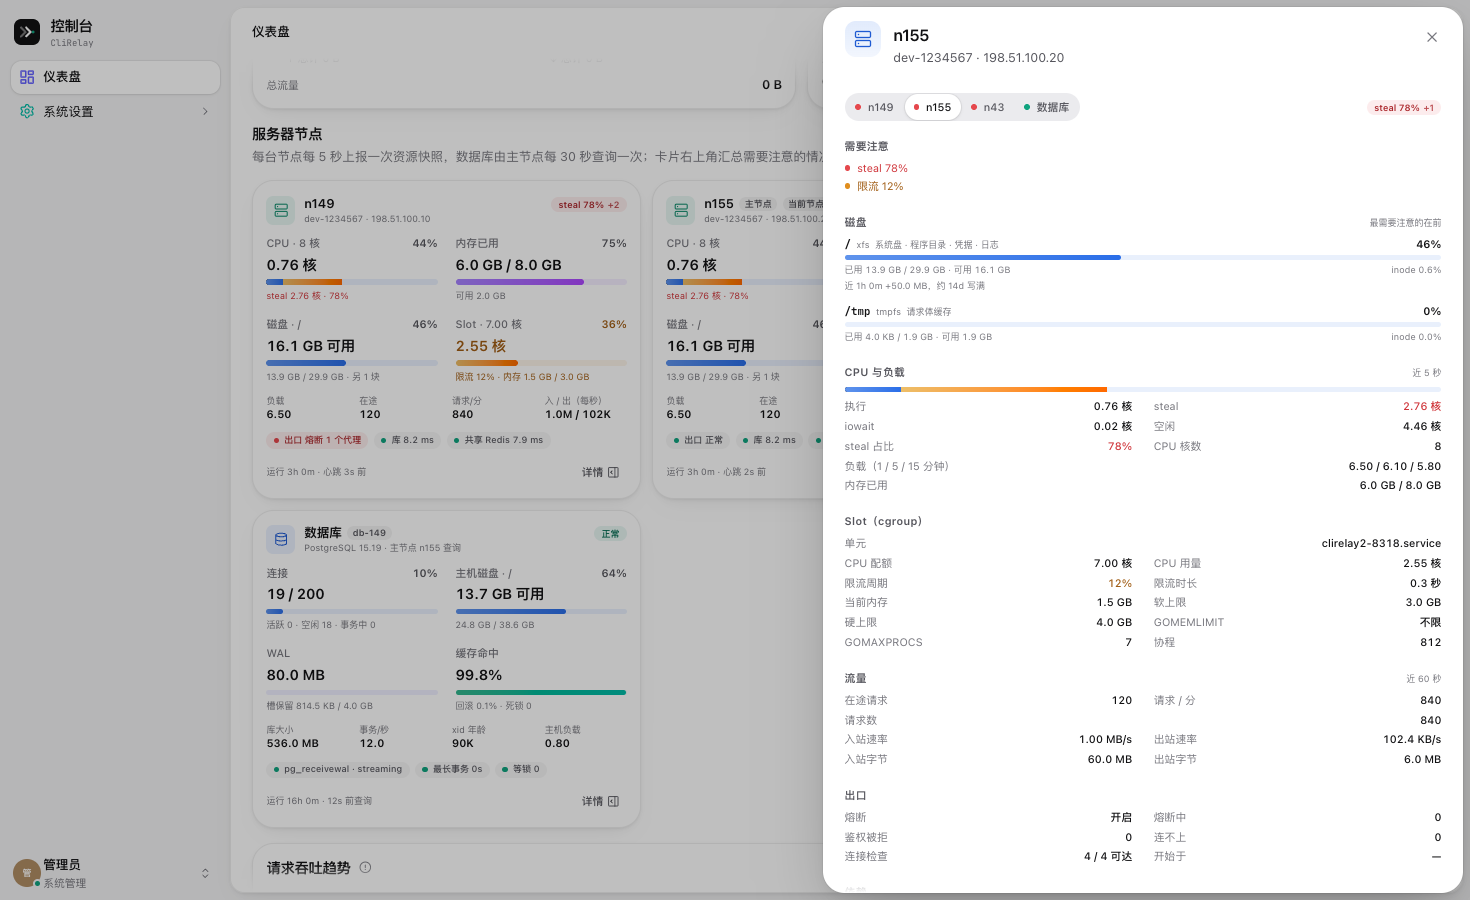 控制台
CliRelay
仪表盘
系统设置
管
管理员
系统管理
仪表盘
总流量
0 B
服务器节点
每台节点每 5 秒上报一次资源快照，数据库由主节点每 30 秒查询一次；卡片右上角汇总需要注意的情
n149
dev-1234567 · 198.51.100.10
steal 78% +2
CPU · 8 核 44%
内存已用 75%
0.76 核
6.0 GB / 8.0 GB
steal 2.76 核 · 78%
可用 2.0 GB
磁盘 · / 46%
Slot · 7.00 核 36%
16.1 GB 可用
2.55 核
13.9 GB / 29.9 GB · 另 1 块
限流 12% · 内存 1.5 GB / 3.0 GB
负载 在途 请求/分 入 / 出（每秒）
6.50 120 840 1.0M / 102K
出口 熔断 1 个代理
库 8.2 ms
共享 Redis 7.9 ms
运行 3h 0m · 心跳 3s 前
详情
n155 主节点 当前节点
dev-1234567 · 198.51.100.2
CPU · 8 核
0.76 核
steal 2.76 核 · 78%
磁盘 · /
16.1 GB 可用
13.9 GB / 29.9 GB · 另 1 块
负载 在途
6.50 120
出口 正常
库 8.2 ms
运行 3h 0m · 心跳 2s 前
数据库 db-149
PostgreSQL 15.19 · 主节点 n155 查询
正常
连接 10%
主机磁盘 · / 64%
19 / 200
13.7 GB 可用
活跃 0 · 空闲 18 · 事务中 0
24.8 GB / 38.6 GB
WAL
缓存命中
80.0 MB
99.8%
槽保留 814.5 KB / 4.0 GB
回滚 0.1% · 死锁 0
库大小 事务/秒 xid 年龄 主机负载
536.0 MB 12.0 90K 0.80
pg_receivewal · streaming
最长事务 0s
等锁 0
运行 16h 0m · 12s 前查询
详情
请求吞吐趋势
n155
dev-1234567 · 198.51.100.20
n149
n155
n43
数据库
steal 78% +1
需要注意
steal 78%
限流 12%
磁盘 最需要注意的在前
/ xfs 系统盘 · 程序目录 · 凭据 · 日志 46%
已用 13.9 GB / 29.9 GB · 可用 16.1 GB inode 0.6%
近 1h 0m +50.0 MB，约 14d 写满
/tmp tmpfs 请求体缓存 0%
已用 4.0 KB / 1.9 GB · 可用 1.9 GB inode 0.0%
CPU 与负载 近 5 秒
执行 0.76 核 steal 2.76 核
iowait 0.02 核 空闲 4.46 核
steal 占比 78% CPU 核数 8
负载（1 / 5 / 15 分钟） 6.50 / 6.10 / 5.80
内存已用 6.0 GB / 8.0 GB
Slot（cgroup）
单元 clirelay2-8318.service
CPU 配额 7.00 核 CPU 用量 2.55 核
限流周期 12% 限流时长 0.3 秒
当前内存 1.5 GB 软上限 3.0 GB
硬上限 4.0 GB GOMEMLIMIT 不限
GOMAXPROCS 7 协程 812
流量 近 60 秒
在途请求 120 请求 / 分 840
请求数 840
入站速率 1.00 MB/s 出站速率 102.4 KB/s
入站字节 60.0 MB 出站字节 6.0 MB
出口
熔断 开启 熔断中 0
鉴权被拒 0 连不上 0
连接检查 4 / 4 可达 开始于 —